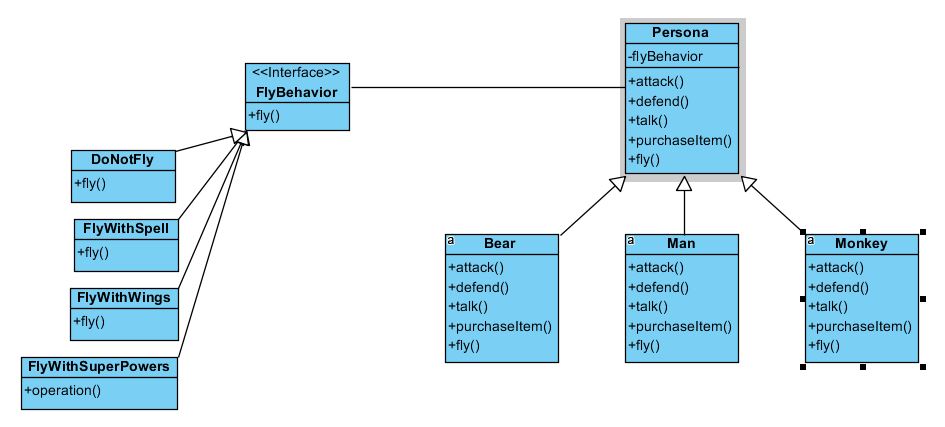 <<Interface>>
FlyBehavior
+fly()
DoNotFly
+fly()
FlyWithSpell
+fly()
FlyWithWings
+fly()
FlyWithSuperPowers
+operation()
Persona
-flyBehavior
+attack()
+defend()
+talk()
+purchaseItem()
+fly()
a
Bear
+attack()
+defend()
+talk()
+purchaseItem()
+fly()
a
Man
+attack()
+defend()
+talk()
+purchaseItem()
+fly()
a
Monkey
+attack()
+defend()
+talk()
+purchaseItem()
+fly()